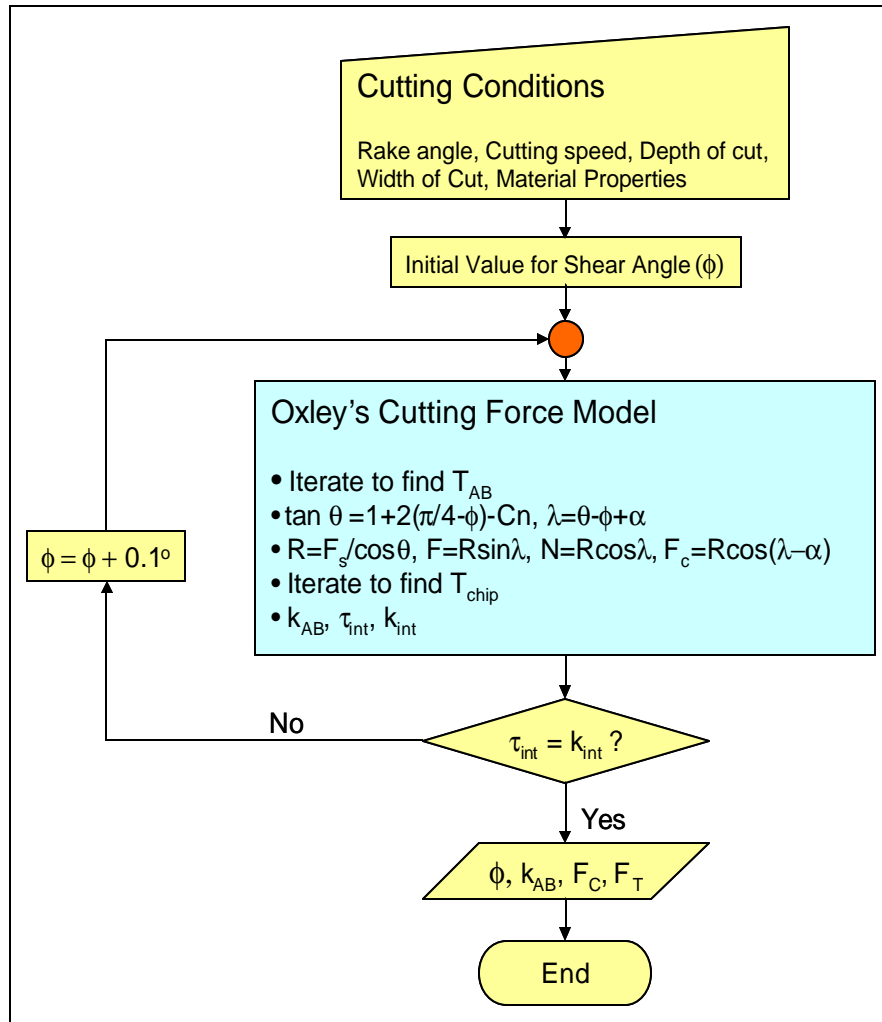 Cutting Conditions
Rake angle, Cutting speed, Depth of cut,
Width of Cut, Material Properties
Initial Value for Shear Angle (ϕ)
Oxley's Cutting Force Model
• Iterate to find T_AB
• tan θ =1+2(π/4-ϕ)-Cn, λ=θ-ϕ+α
• R=F_s/cosθ, F=Rsinλ, N=Rcosλ, F_c=Rcos(λ–α)
• Iterate to find T_chip
• k_AB, τ_int, k_int
ϕ = ϕ + 0.1°
No
τ_int = k_int ?
Yes
ϕ, k_AB, F_C, F_T
End